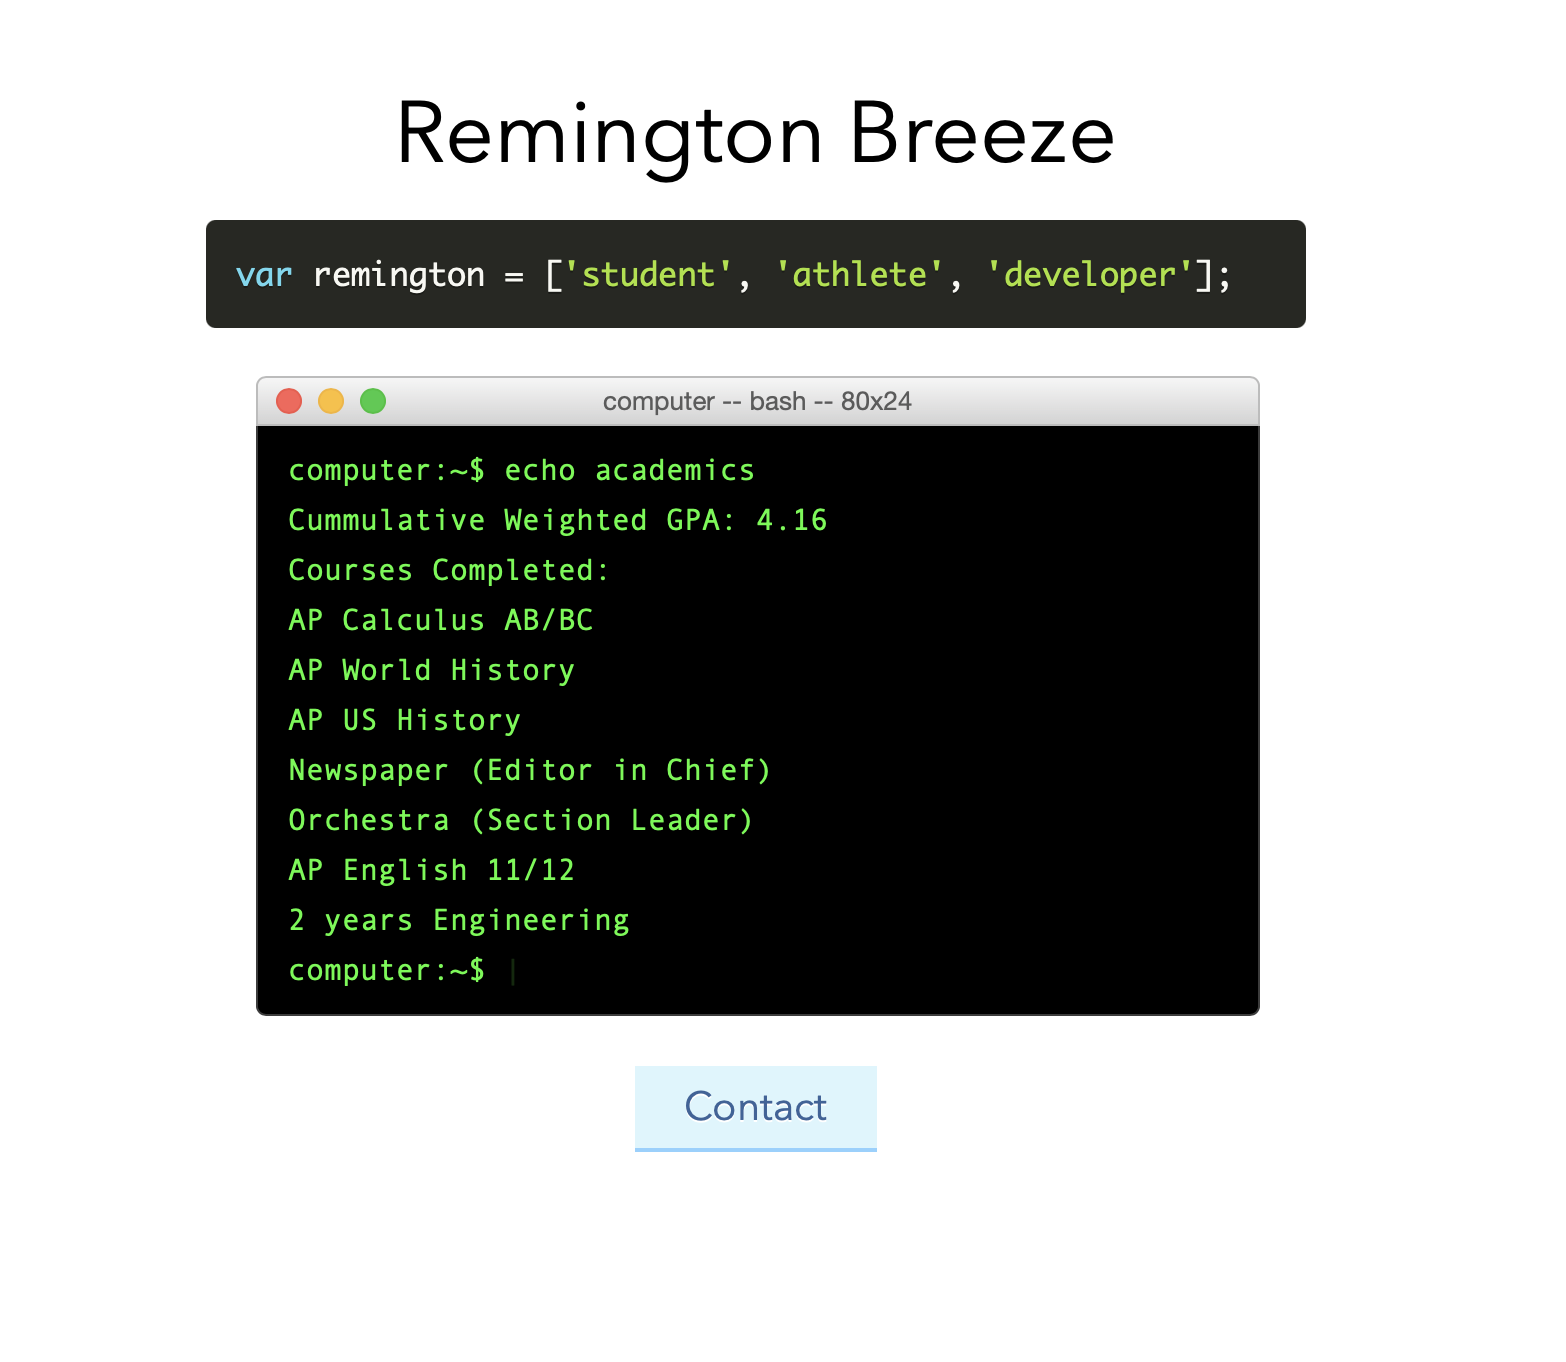 Remington Breeze
var remington = ['student', 'athlete', 'developer'];
computer -- bash -- 80x24
computer:~$ echo academics
Cummulative Weighted GPA: 4.16
Courses Completed:
AP Calculus AB/BC
AP World History
AP US History
Newspaper (Editor in Chief)
Orchestra (Section Leader)
AP English 11/12
2 years Engineering
computer:~$
Contact